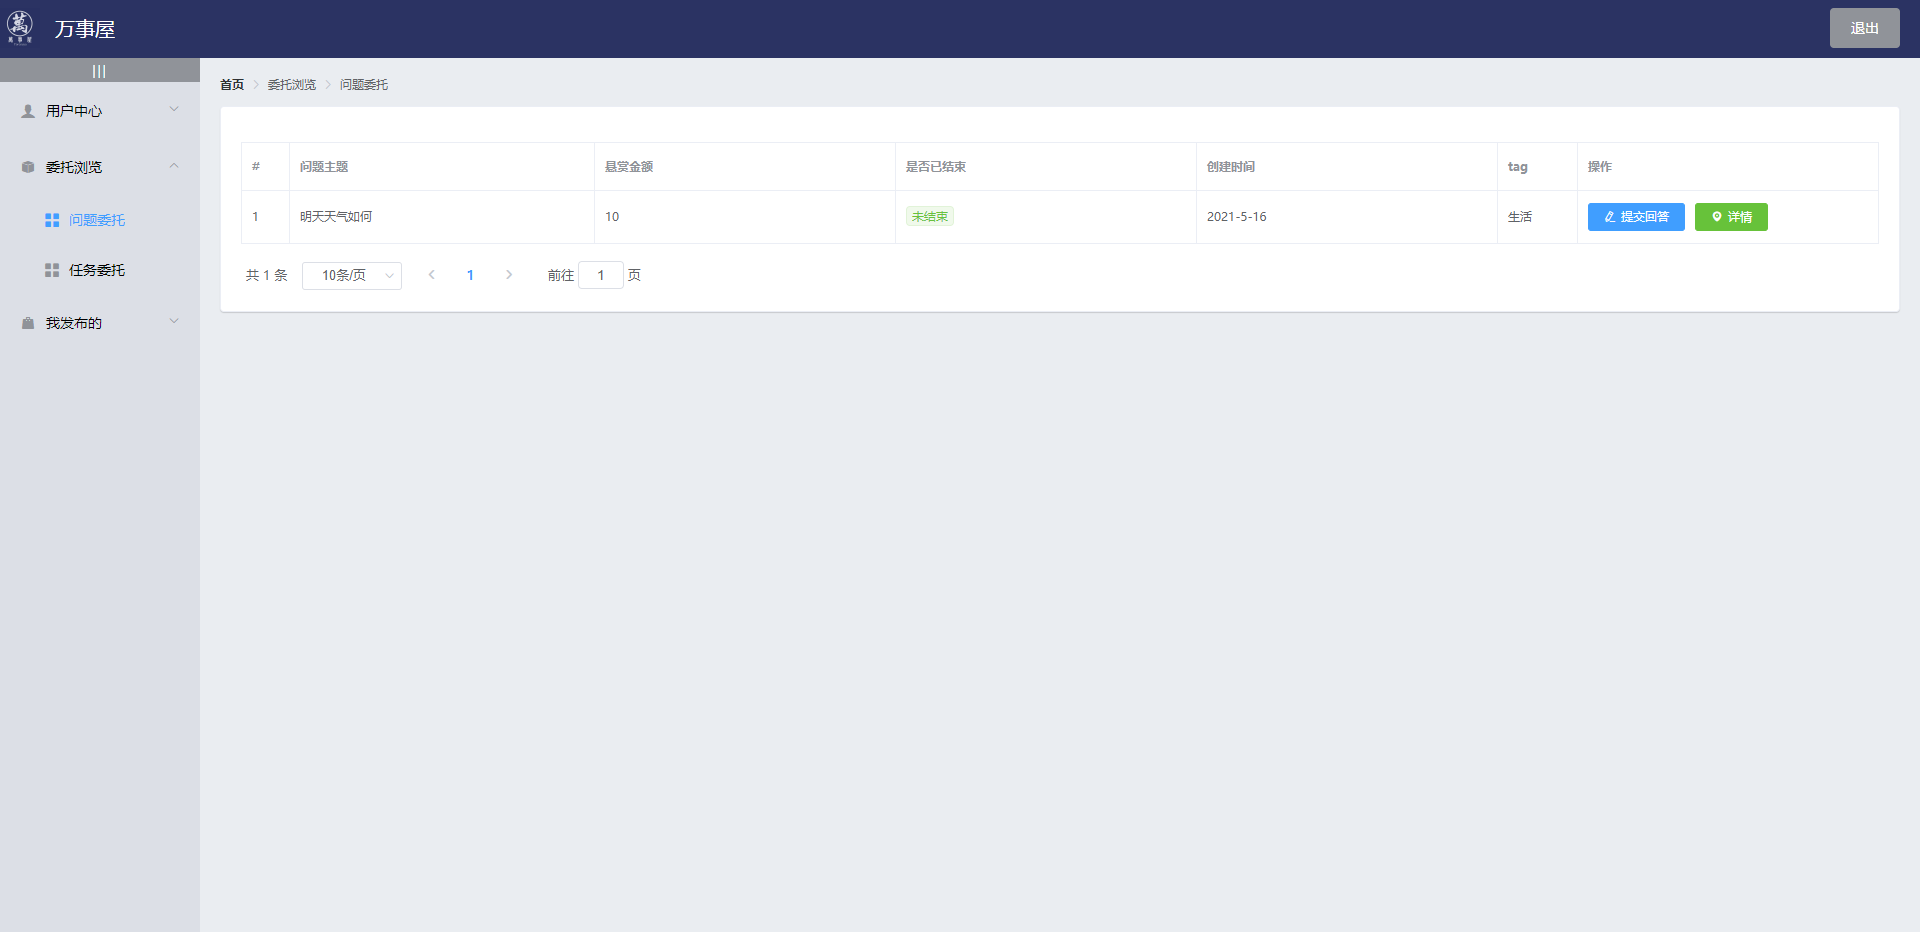 萬
萬事屋
万事屋
退出
|||
用户中心
委托浏览
问题委托
任务委托
我发布的
首页 委托浏览 问题委托
# 问题主题 悬赏金额 是否已结束 创建时间 tag 操作
1 明天天气如何 10 未结束 2021-5-16 生活 提交回答 详情
共 1 条 10条/页 1 前往 1 页